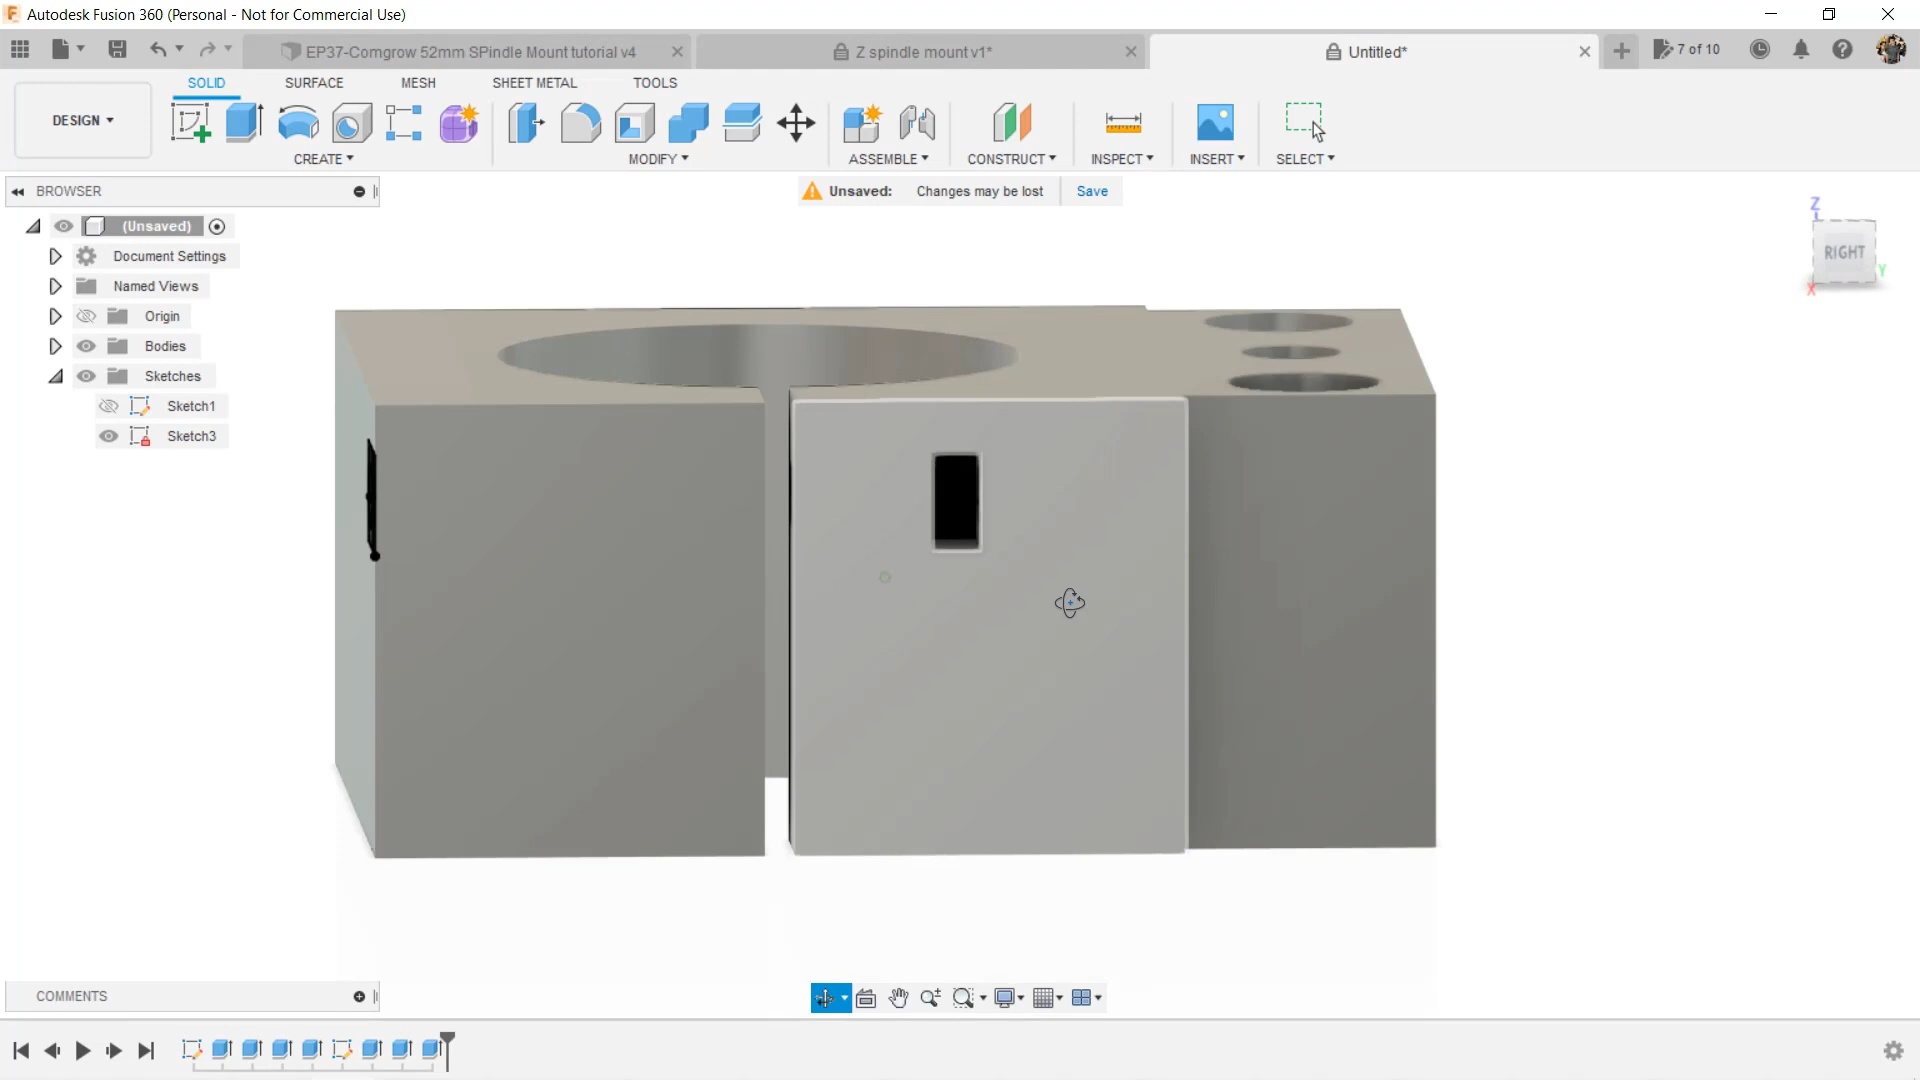 Autodesk Fusion 360 (Personal - Not for Commercial Use)
EP37-Comgrow 52mm SPindle Mount tutorial v4
Z spindle mount v1*
Untitled*
7 of 10
DESIGN
SOLID
SURFACE
MESH
SHEET METAL
TOOLS
CREATE
MODIFY
ASSEMBLE
CONSTRUCT
INSPECT
INSERT
SELECT
BROWSER
Unsaved: Changes may be lost
Save
(Unsaved)
Document Settings
Named Views
Origin
Bodies
Sketches
Sketch1
Sketch3
Z
RIGHT
Y
X
COMMENTS